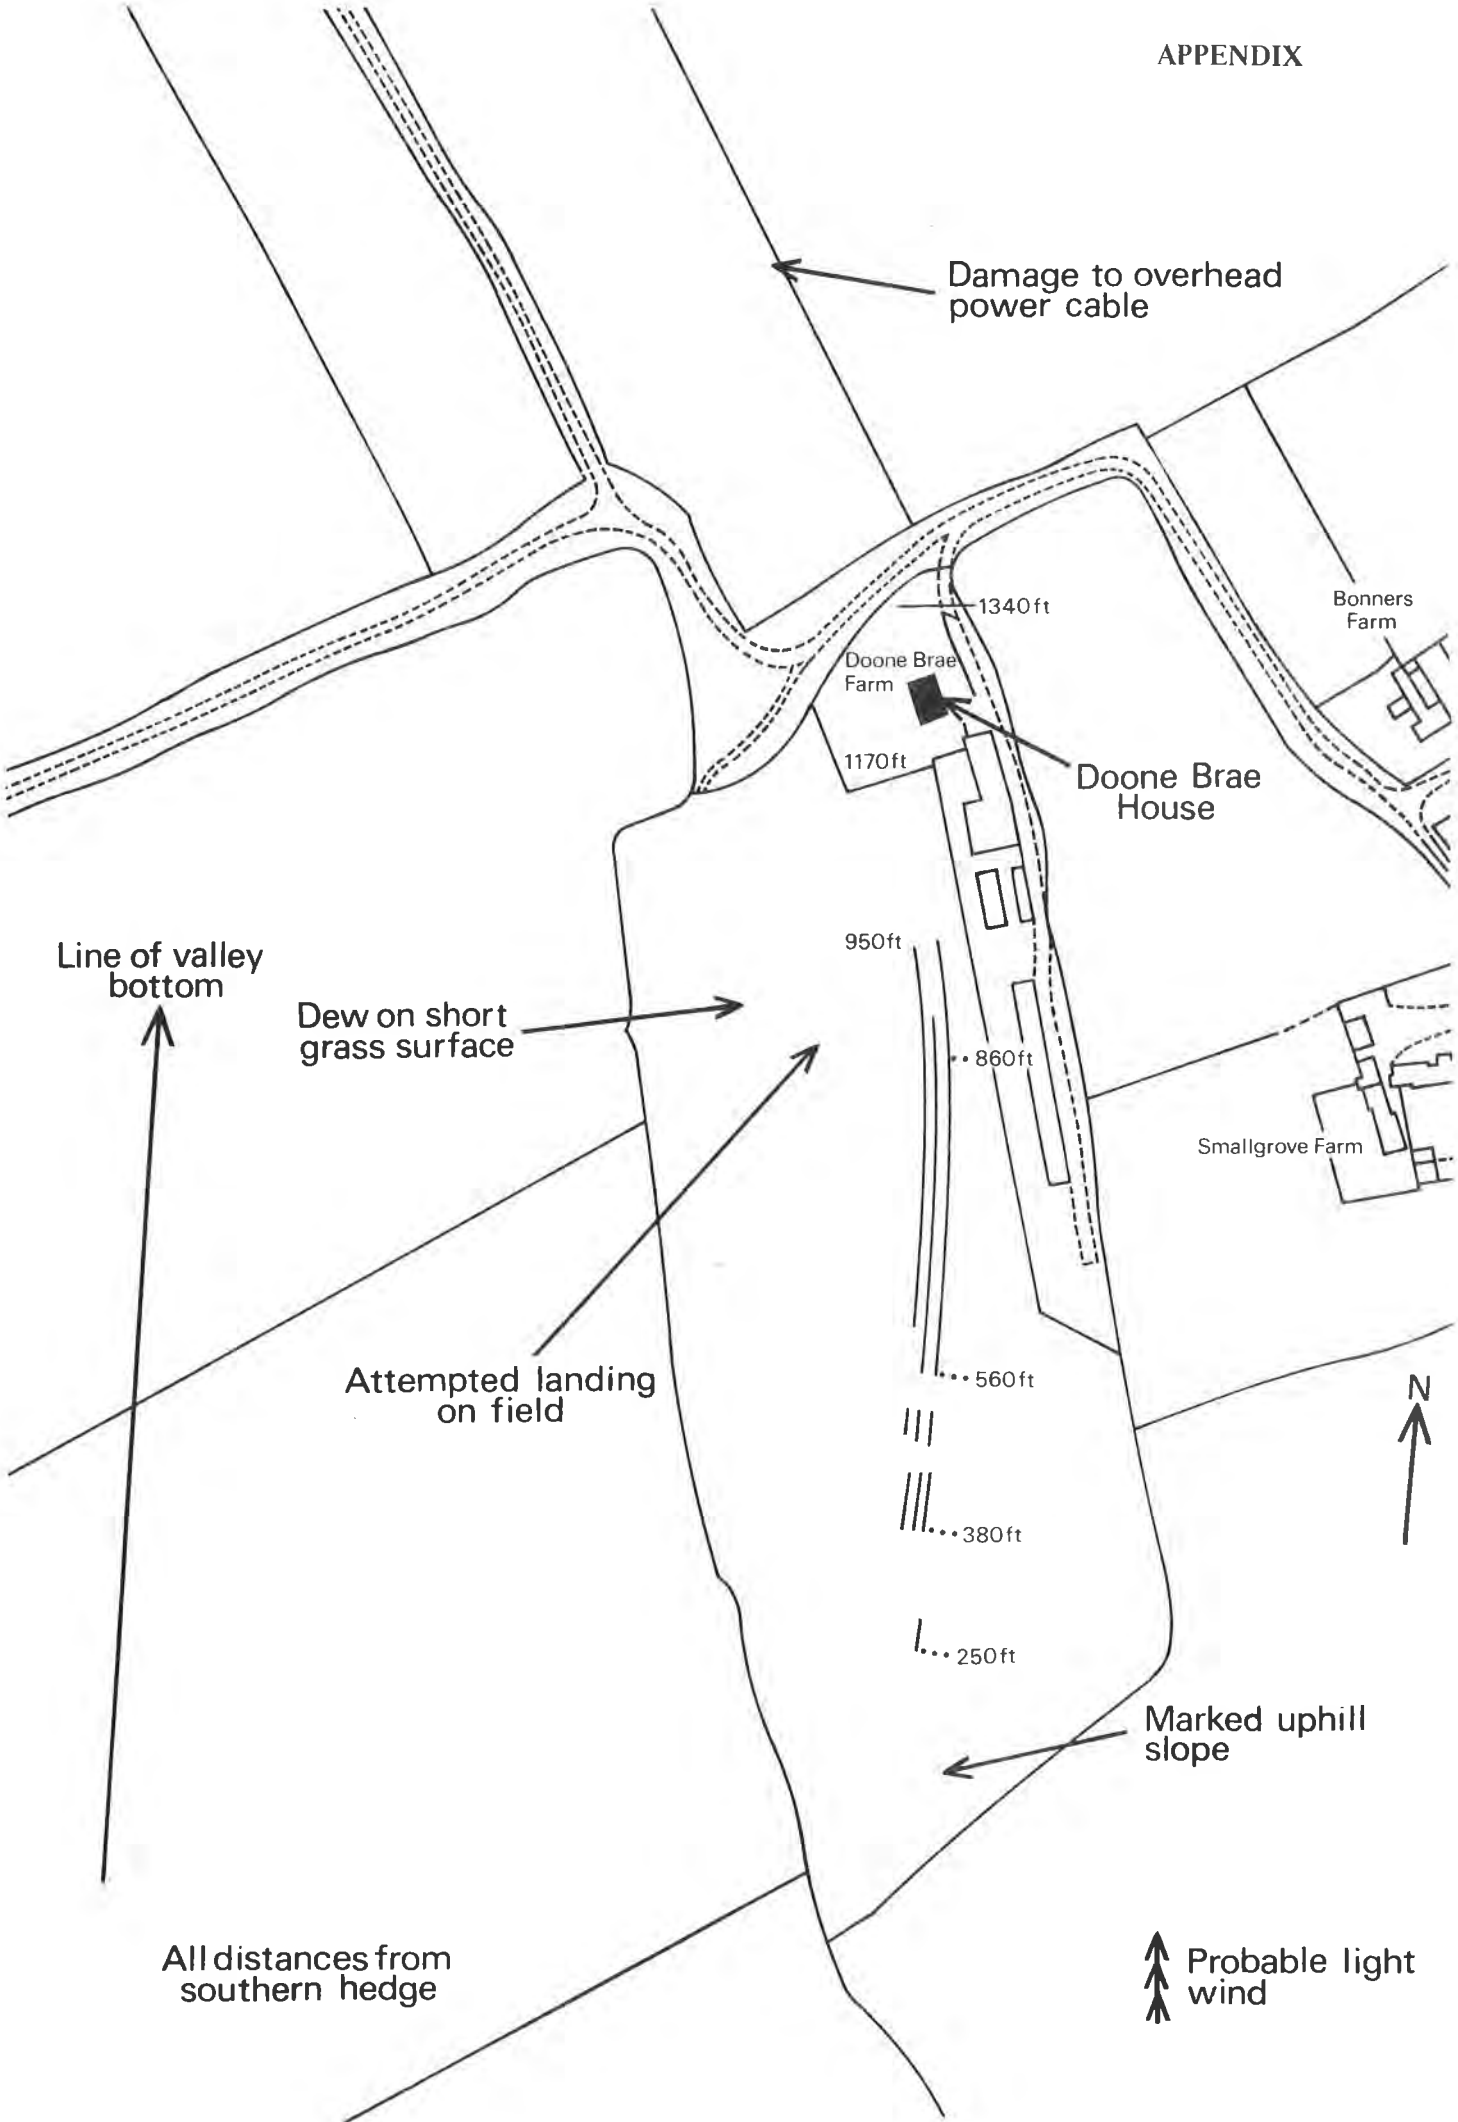 APPENDIX
Damage to overhead
power cable
1340ft
Bonners
Farm
Doone Brae
Farm
1170ft
Doone Brae
House
950ft
Line of valley
bottom
Dew on short
grass surface
860ft
Smallgrove Farm
Attempted landing
on field
560ft
N
380ft
250ft
Marked uphill
slope
All distances from
southern hedge
Probable light
wind